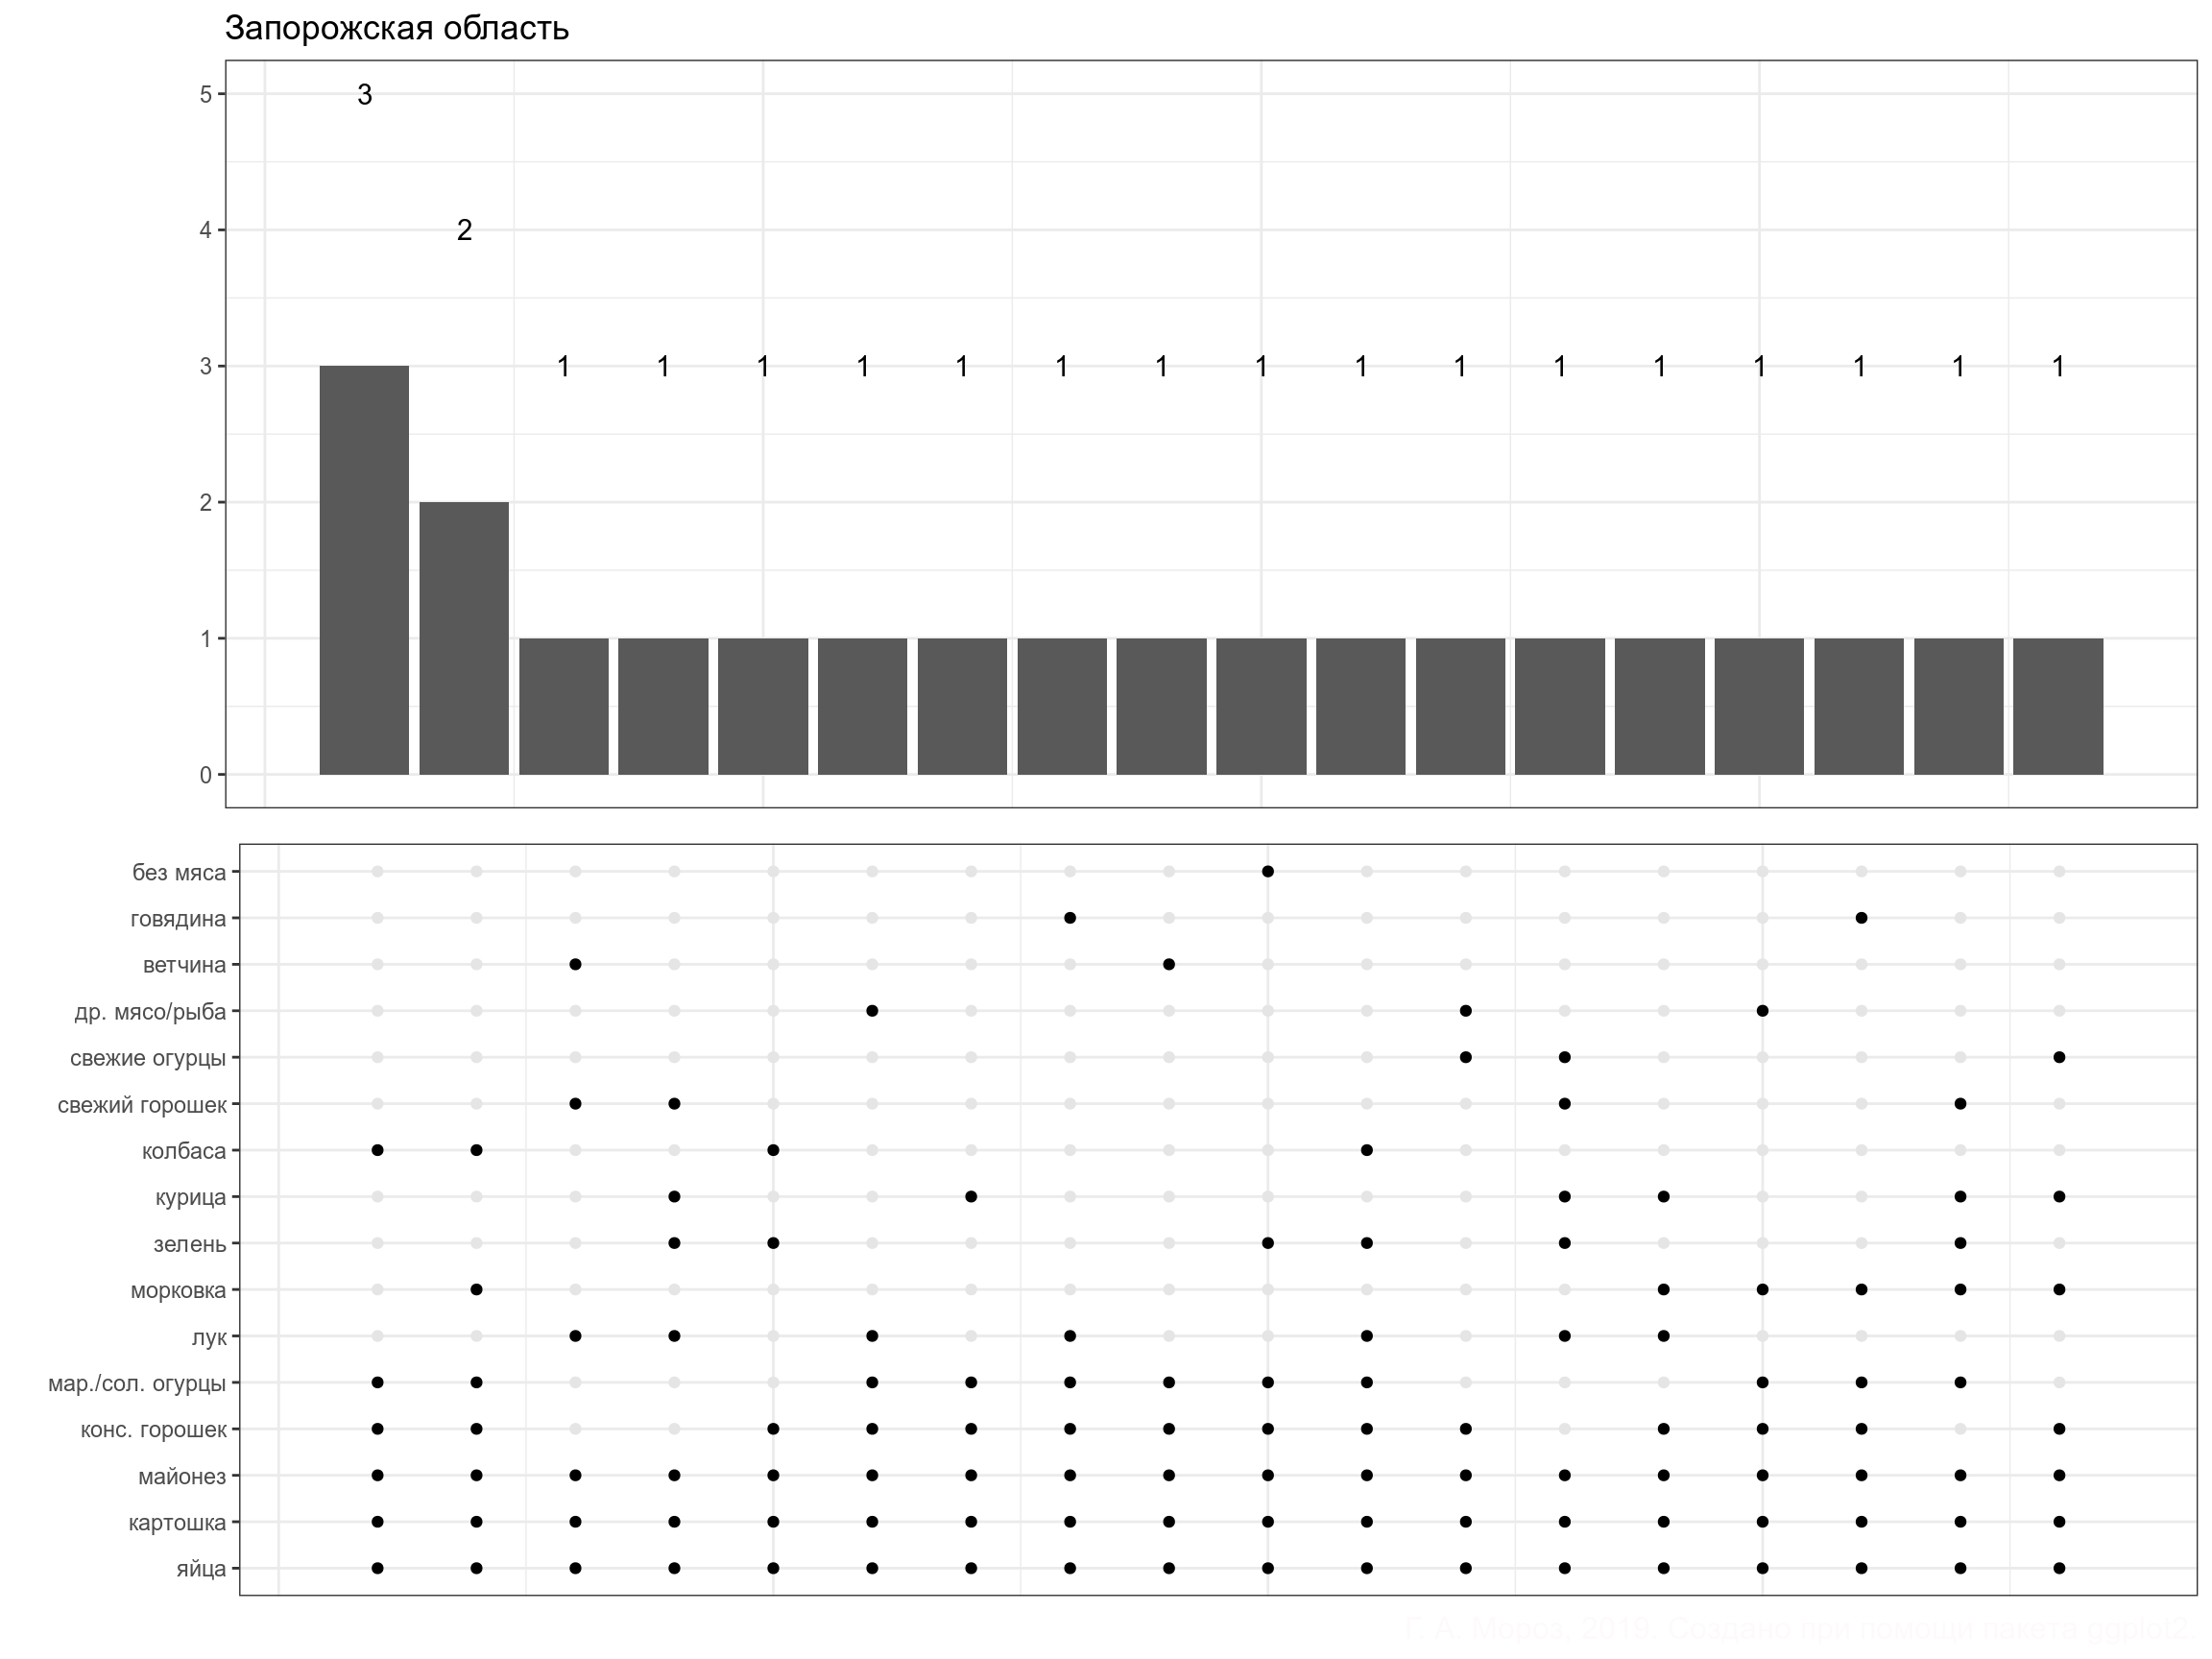 Запорожская область
5
4
3
2
1
0
3
2
1 1 1 1 1 1 1 1 1 1 1 1 1 1 1 1
без мяса
говядина
ветчина
др. мясо/рыба
свежие огурцы
свежий горошек
колбаса
курица
зелень
морковка
лук
мар./сол. огурцы
конс. горошек
майонез
картошка
яйца
Г. А. Мороз, 2019, Создано при помощи пакета ggplot2.